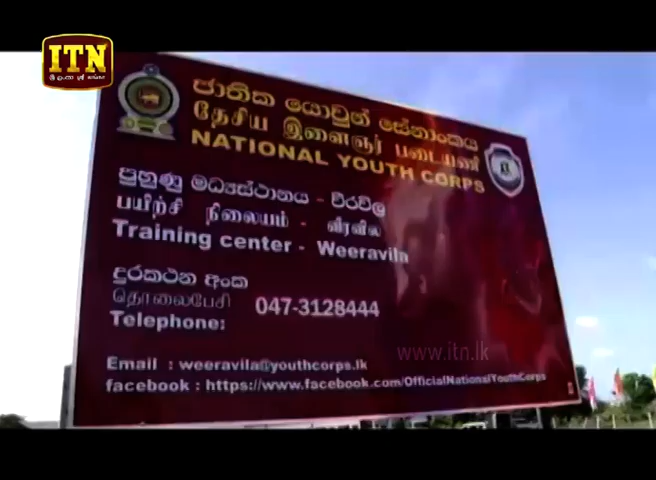 ITN
ශ්‍රී ලංකා ஸ்ரீ லங்கா
ජාතික යොවුන් සේනාංකය
தேசிய இளைஞர் படையணி
NATIONAL YOUTH CORPS
පුහුණු මධ්‍යස්ථානය - වීරවිල
பயிற்சி நிலையம் - வீரவில
Training center - Weeravila
දුරකථන අංක
தொலைபேசி 047-3128444
Telephone
Email : weeravila@youthcorps.lk
facebook : https://www.facebook.com/OfficialNationalYouthCorps
www.itn.lk